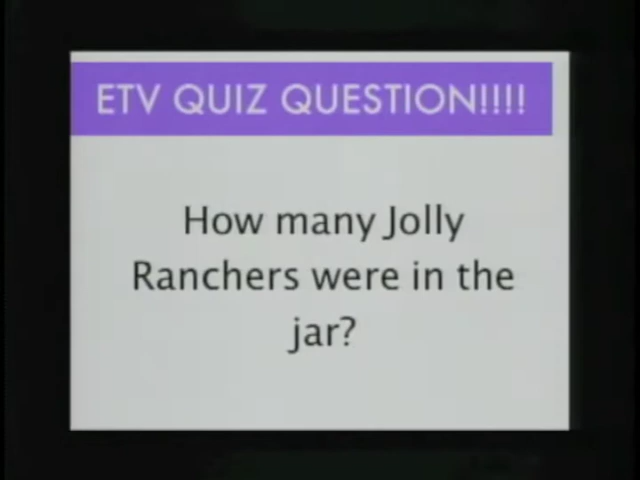 ETV QUIZ QUESTION!!!!
How many Jolly
Ranchers were in the
jar?